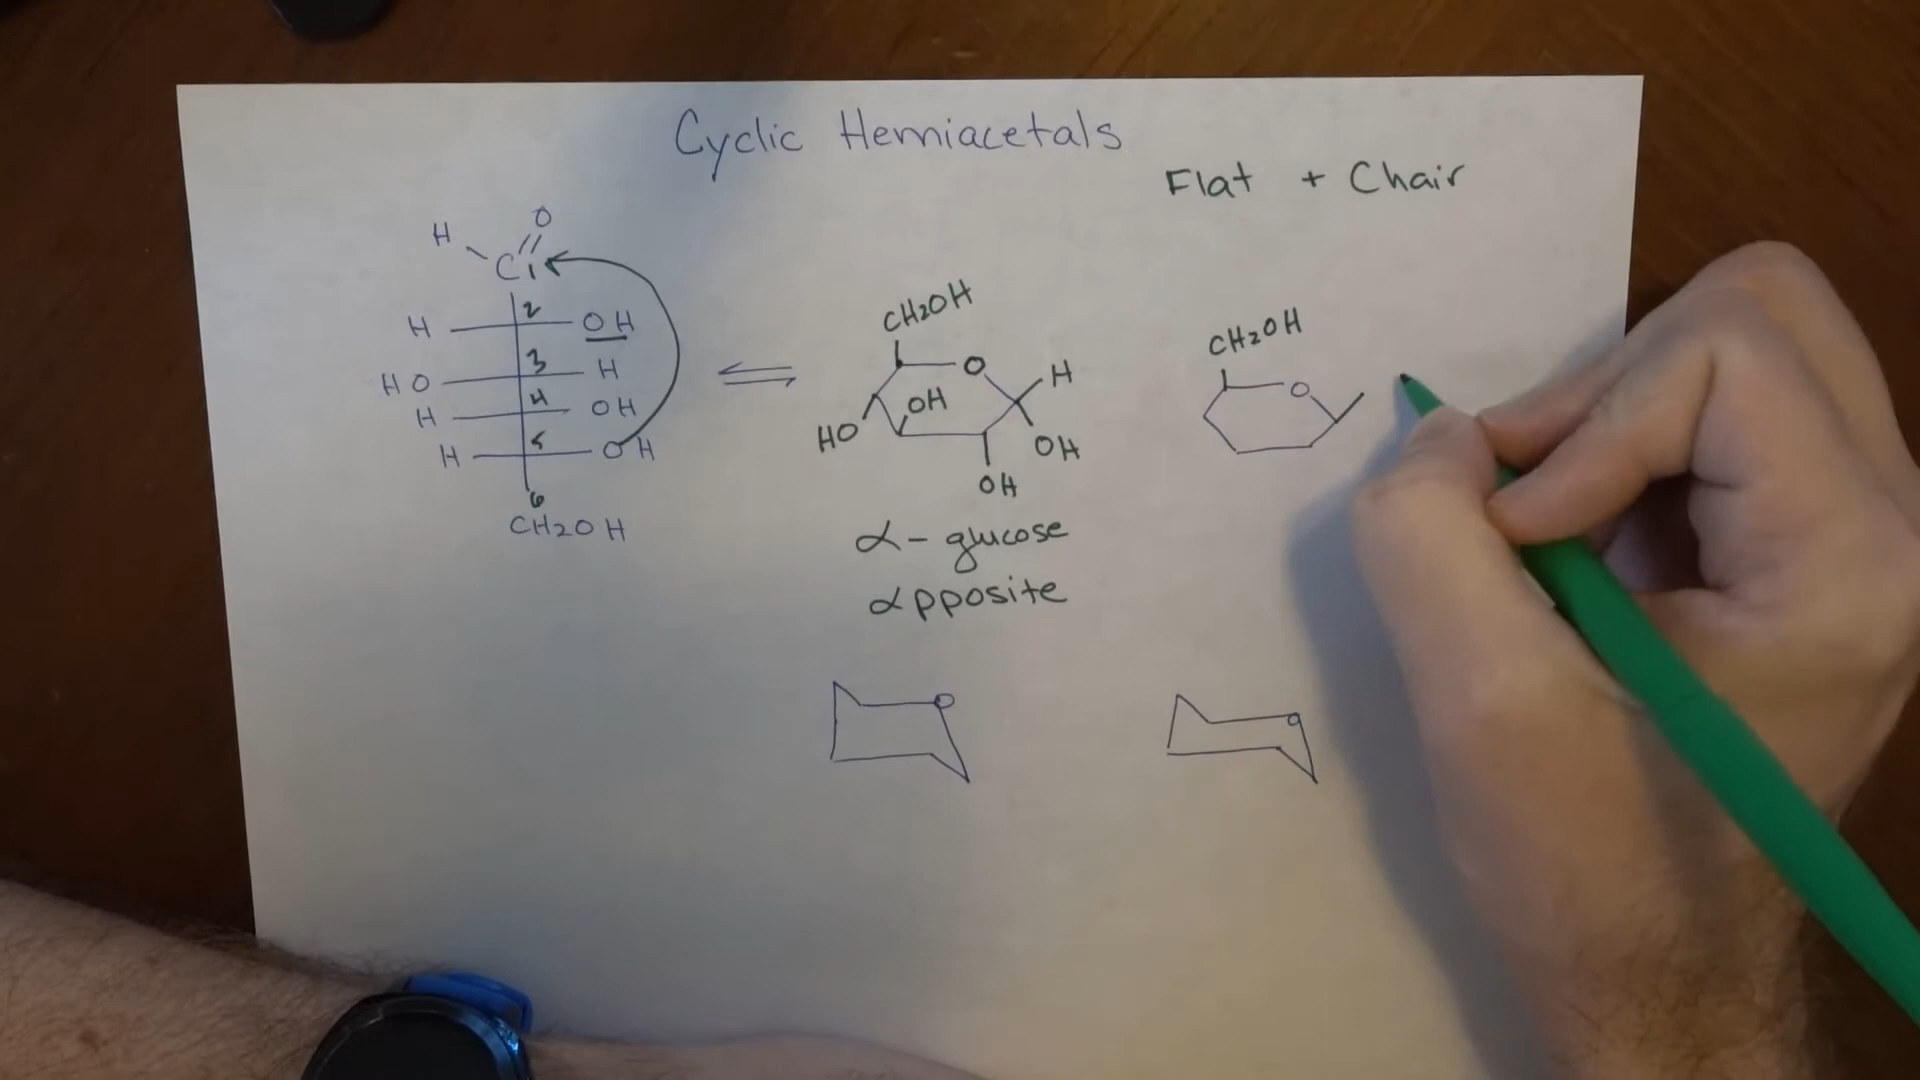 Cyclic Hemiacetals
Flat + Chair
H O
C 1
2
H OH
3
HO H
4
H OH
5
H OH
6
CH2OH
CH2OH
O H
OH
HO OH
OH
α-glucose
αpposite
CH2OH
O
O
O